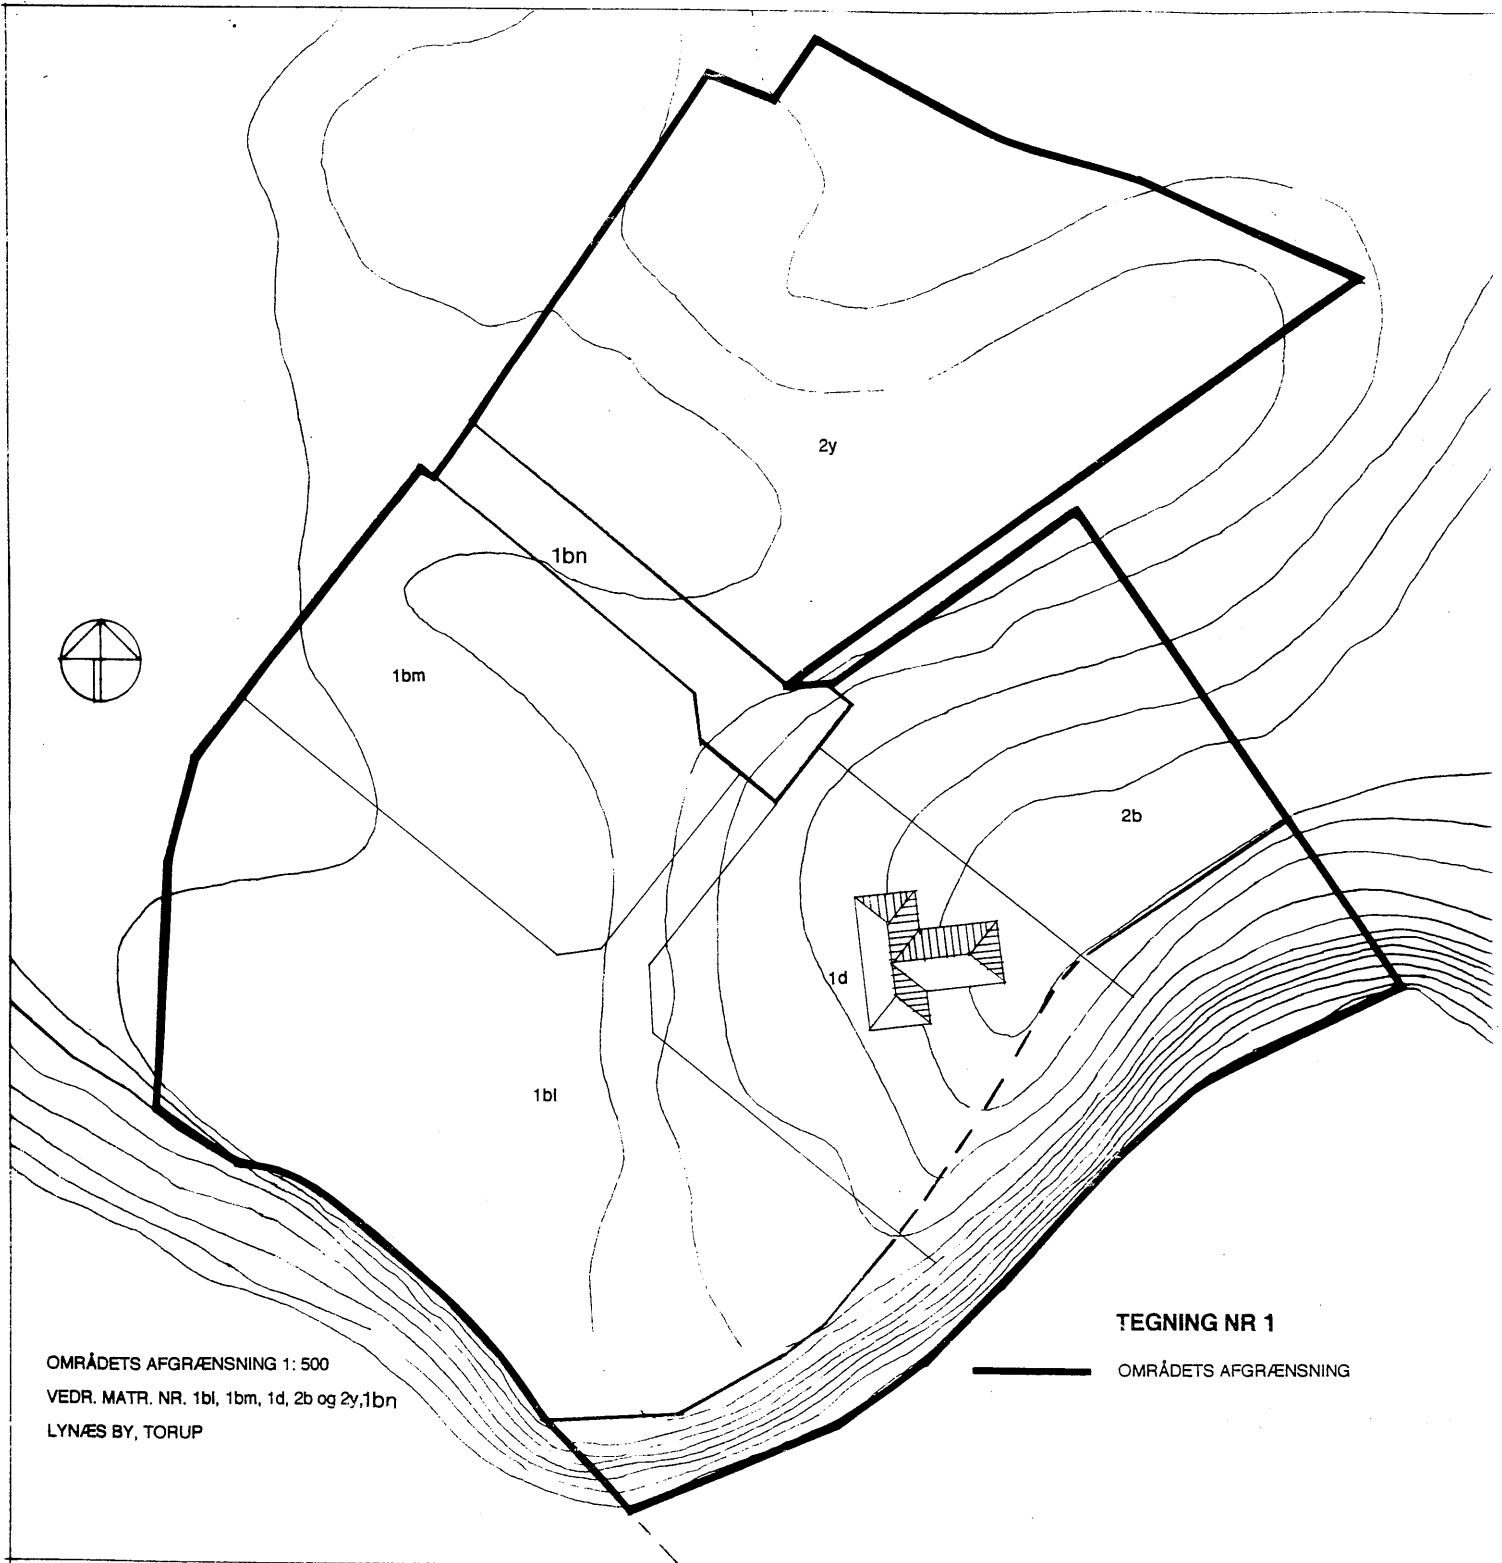 2y
1bn
1bm
2b
1d
1bl
TEGNING NR 1
OMRÅDETS AFGRÆNSNING
OMRÅDETS AFGRÆNSNING 1: 500
VEDR. MATR. NR. 1bl, 1bm, 1d, 2b og 2y,1bn
LYNÆS BY, TORUP